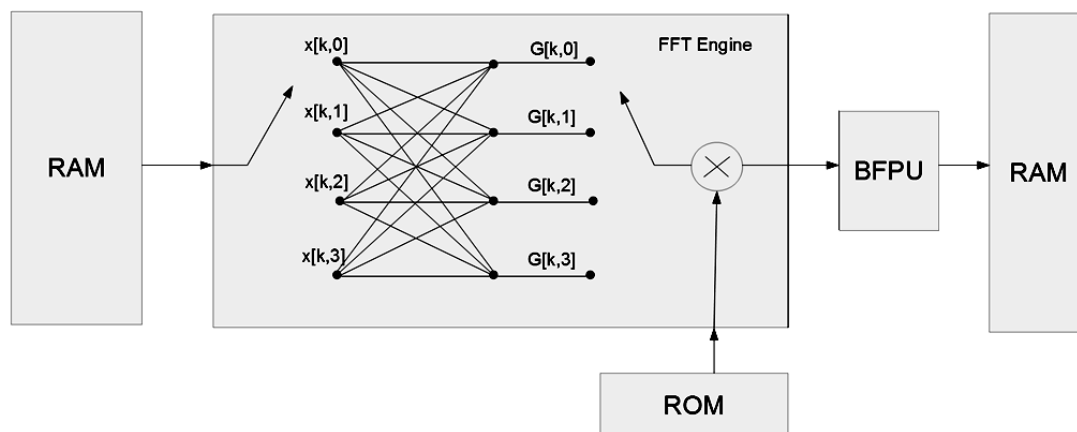 RAM
x[k,0]
x[k,1]
x[k,2]
x[k,3]
G[k,0]
G[k,1]
G[k,2]
G[k,3]
FFT Engine
ROM
BFPU
RAM